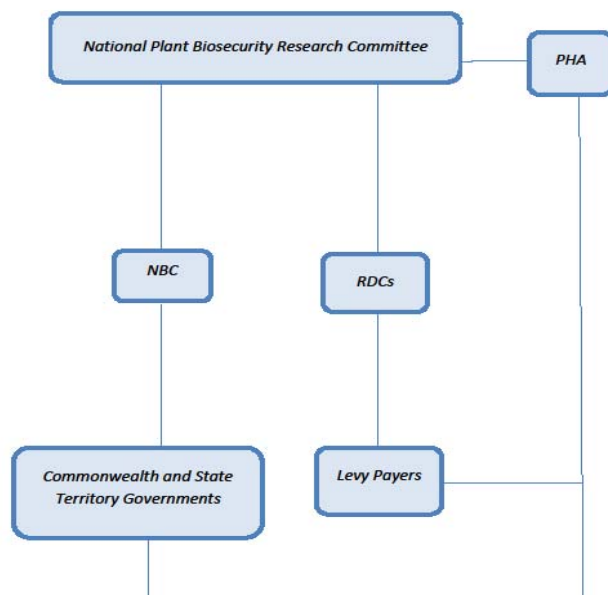 National Plant Biosecurity Research Committee
PHA
NBC
RDCs
Commonwealth and State
Territory Governments
Levy Payers